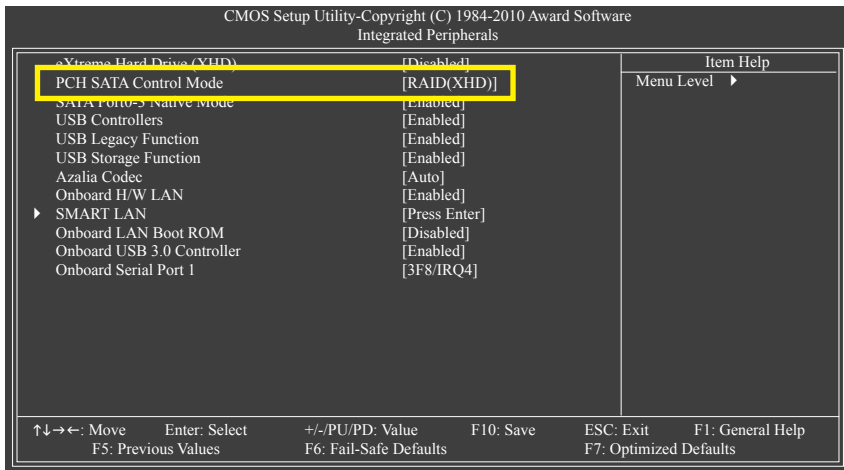 CMOS Setup Utility-Copyright (C) 1984-2010 Award Software
Integrated Peripherals
eXtreme Hard Drive (XHD) [Disabled]
PCH SATA Control Mode [RAID(XHD)]
SATA Port0-3 Native Mode [Enabled]
USB Controllers [Enabled]
USB Legacy Function [Enabled]
USB Storage Function [Enabled]
Azalia Codec [Auto]
Onboard H/W LAN [Enabled]
SMART LAN [Press Enter]
Onboard LAN Boot ROM [Disabled]
Onboard USB 3.0 Controller [Enabled]
Onboard Serial Port 1 [3F8/IRQ4]
Item Help
Menu Level
↑↓→←: Move Enter: Select +/-/PU/PD: Value F10: Save ESC: Exit F1: General Help
F5: Previous Values F6: Fail-Safe Defaults F7: Optimized Defaults